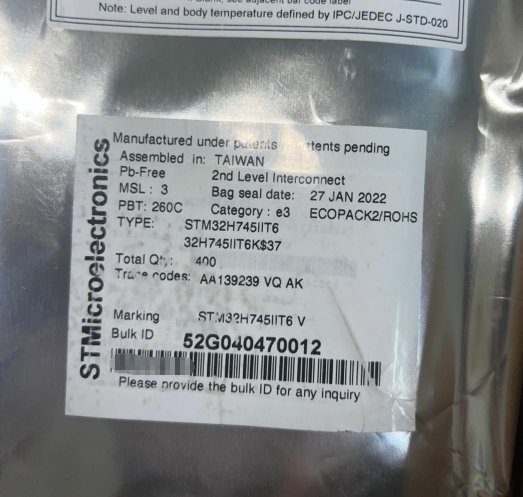 Note: Level and body temperature defined by IPC/JEDEC J-STD-020
STMicroelectronics
Manufactured under patents patents pending
Assembled in: TAIWAN
Pb-Free 2nd Level Interconnect
MSL: 3 Bag seal date: 27 JAN 2022
PBT: 260C Category: e3 ECOPACK2/ROHS
TYPE: STM32H745IIT6
32H745IIT6K$37
Total Qty: 400
Trace codes: AA139239 VQ AK
Marking STM32H745IIT6 V
Bulk ID 52G040470012
Please provide the bulk ID for any inquiry